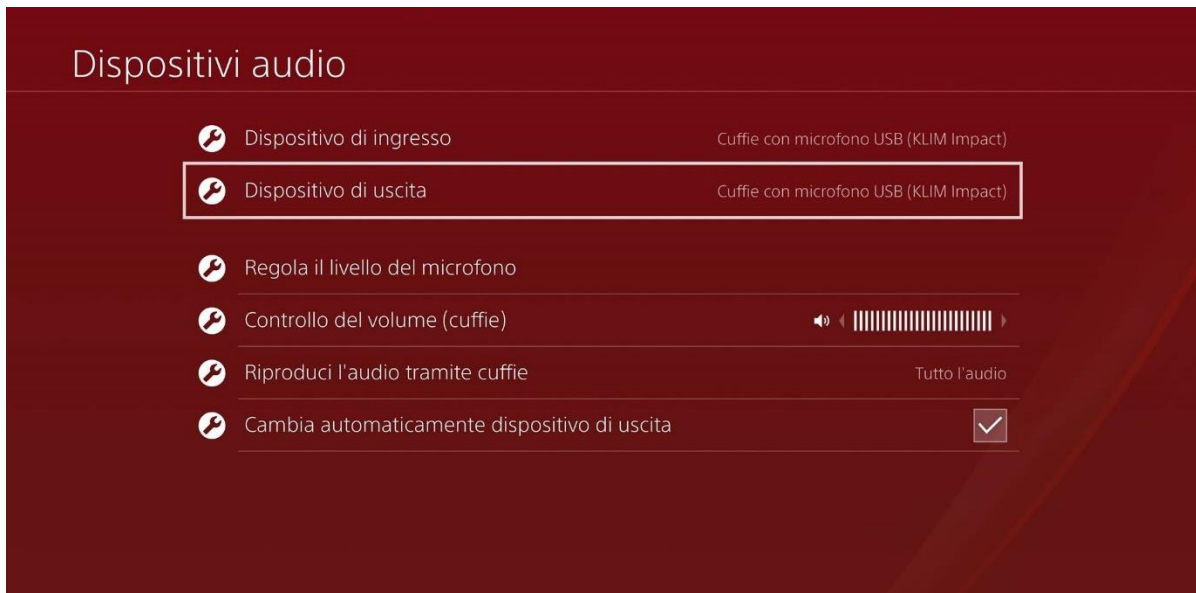 Dispositivi audio
Dispositivo di ingresso Cuffie con microfono USB (KLIM Impact)
Dispositivo di uscita Cuffie con microfono USB (KLIM Impact)
Regola il livello del microfono
Controllo del volume (cuffie)
Riproduci l'audio tramite cuffie Tutto l'audio
Cambia automaticamente dispositivo di uscita